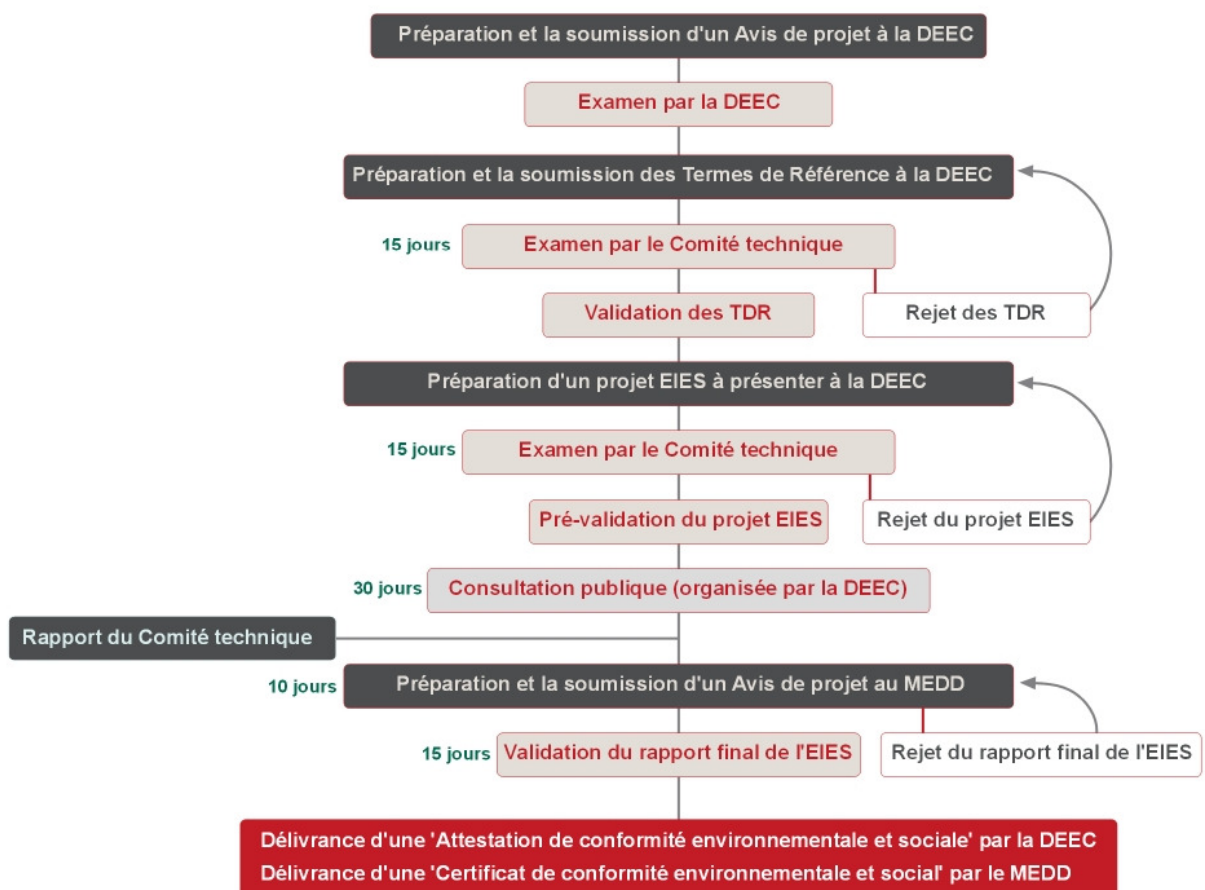 Préparation et la soumission d'un Avis de projet à la DEEC
Examen par la DEEC
Préparation et la soumission des Termes de Référence à la DEEC
15 jours
Examen par le Comité technique
Validation des TDR
Rejet des TDR
Préparation d'un projet EIES à présenter à la DEEC
15 jours
Examen par le Comité technique
Pré-validation du projet EIES
Rejet du projet EIES
30 jours
Consultation publique (organisée par la DEEC)
Rapport du Comité technique
10 jours
Préparation et la soumission d'un Avis de projet au MEDD
15 jours
Validation du rapport final de l'EIES
Rejet du rapport final de l'EIES
Délivrance d'une 'Attestation de conformité environnementale et sociale' par la DEEC
Délivrance d'une 'Certificat de conformité environnementale et social' par le MEDD